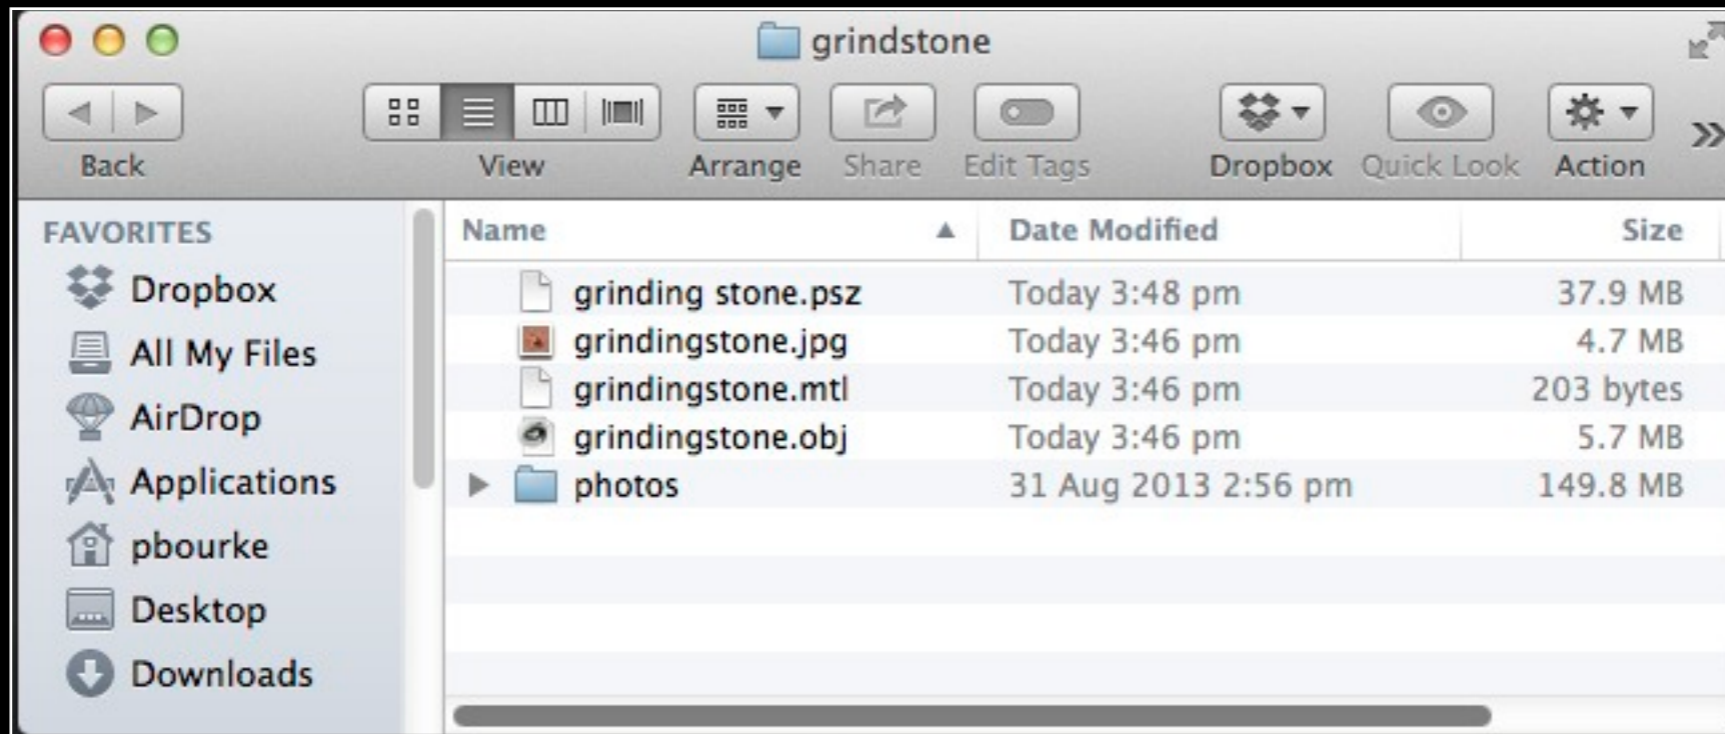 grindstone
Back View Arrange Share Edit Tags Dropbox Quick Look Action
FAVORITES
Dropbox
All My Files
AirDrop
Applications
pbourke
Desktop
Downloads
Name Date Modified Size
grinding stone.psz Today 3:48 pm 37.9 MB
grindingstone.jpg Today 3:46 pm 4.7 MB
grindingstone.mtl Today 3:46 pm 203 bytes
grindingstone.obj Today 3:46 pm 5.7 MB
photos 31 Aug 2013 2:56 pm 149.8 MB